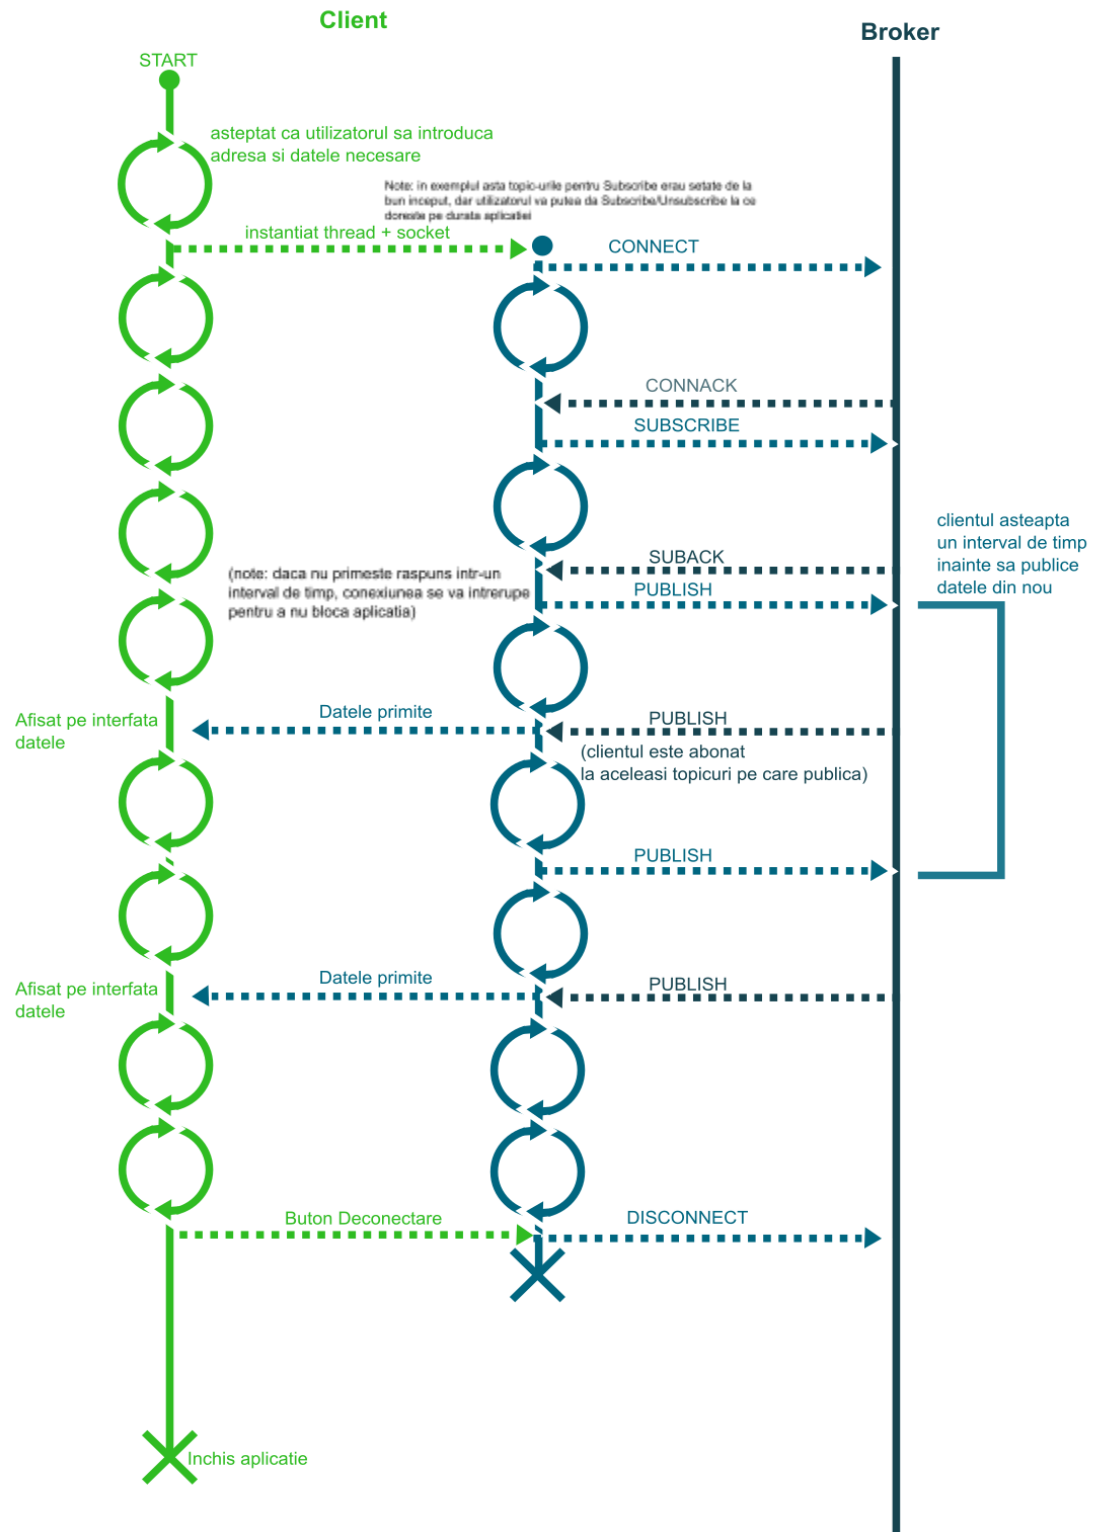 Client
Broker
START
asteptat ca utilizatorul sa introduca
adresa si datele necesare
Note: in exemplul asta topic-urile pentru Subscribe erau setate de la
bun inceput, dar utilizatorul va putea da Subscribe/Unsubscribe la ce
doreste pe durata aplicatiei
instantiat thread + socket
CONNECT
CONNACK
SUBSCRIBE
clientul asteapta
un interval de timp
inainte sa publice
datele din nou
SUBACK
(note: daca nu primeste raspuns intr-un
interval de timp, conexiunea se va intrerupe
pentru a nu bloca aplicatia)
PUBLISH
Afisat pe interfata
datele
Datele primite
PUBLISH
(clientul este abonat
la aceleasi topicuri pe care publica)
PUBLISH
Afisat pe interfata
datele
Datele primite
PUBLISH
Buton Deconectare
DISCONNECT
Inchis aplicatie